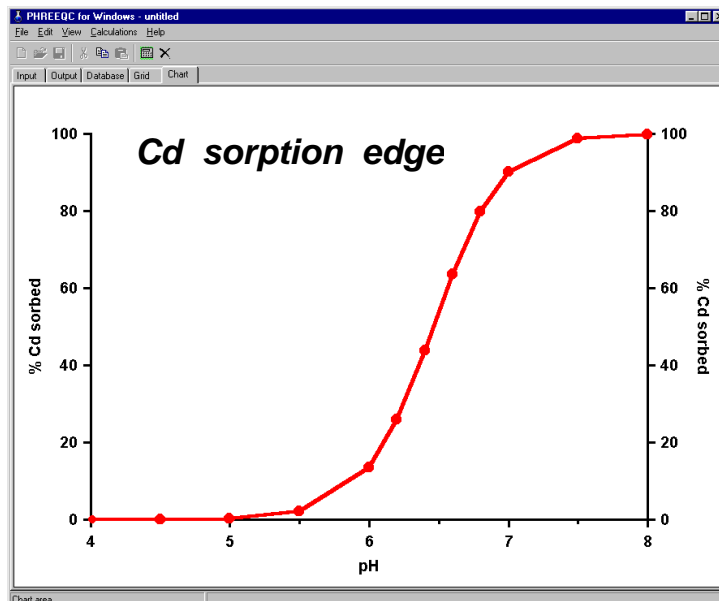 PHREEQC for Windows - untitled
File Edit View Calculations Help
Input Output Database Grid Chart
Cd sorption edge
100
80
60
40
20
0
% Cd sorbed
100
80
60
40
20
0
% Cd sorbed
4 5 6 7 8
pH
Chart area